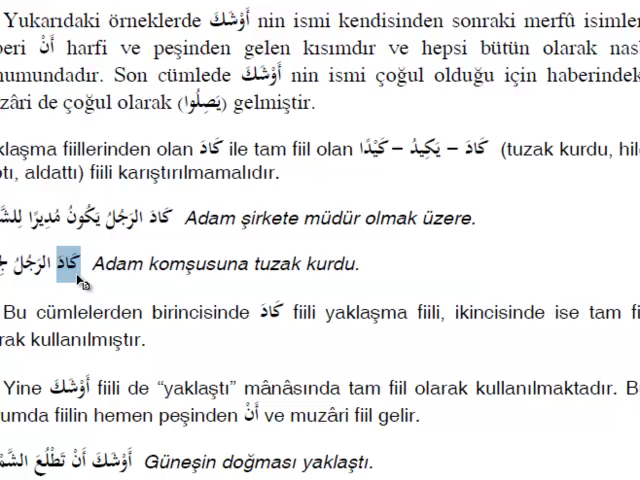 Yukarıdaki örneklerde أَوْشَكَ nin ismi kendisinden sonraki merfû isimler
beri أَنْ harfi ve peşinden gelen kısımdır ve hepsi bütün olarak nas
umundadır. Son cümlede أَوْشَكَ nin ismi çoğul olduğu için haberindek
zâri de çoğul olarak (يَصِلُوا) gelmiştir.
klaşma fiillerinden olan كَادَ ile tam fiil olan كَادَ – يَكِيدُ – كَيْدًا (tuzak kurdu, hile
ptı, aldattı) fiili karıştırılmamalıdır.
كَادَ الرَجُلُ يَكُونُ مُدِيرًا Adam şirkete müdür olmak üzere.
كَادَ الرَجُلُ Adam komşusuna tuzak kurdu.
Bu cümlelerden birincisinde كَادَ fiili yaklaşma fiili, ikincisinde ise tam fi
arak kullanılmıştır.
Yine أَوْشَكَ fiili de “yaklaştı” mânâsında tam fiil olarak kullanılmaktadır. B
umda fiilin hemen peşinden أَنْ ve muzâri fiil gelir.
أَوْشَكَ أَنْ تَطْلُعَ الشَّمْ Güneşin doğması yaklaştı.